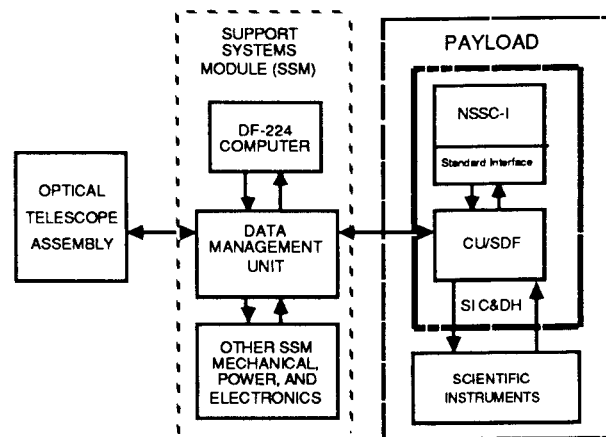 SUPPORT
SYSTEMS
MODULE (SSM)
PAYLOAD
DF-224
COMPUTER
NSSC-I
Standard Interface
OPTICAL
TELESCOPE
ASSEMBLY
DATA
MANAGEMENT
UNIT
CU/SDF
SI C&DH
OTHER SSM
MECHANICAL,
POWER, AND
ELECTRONICS
SCIENTIFIC
INSTRUMENTS